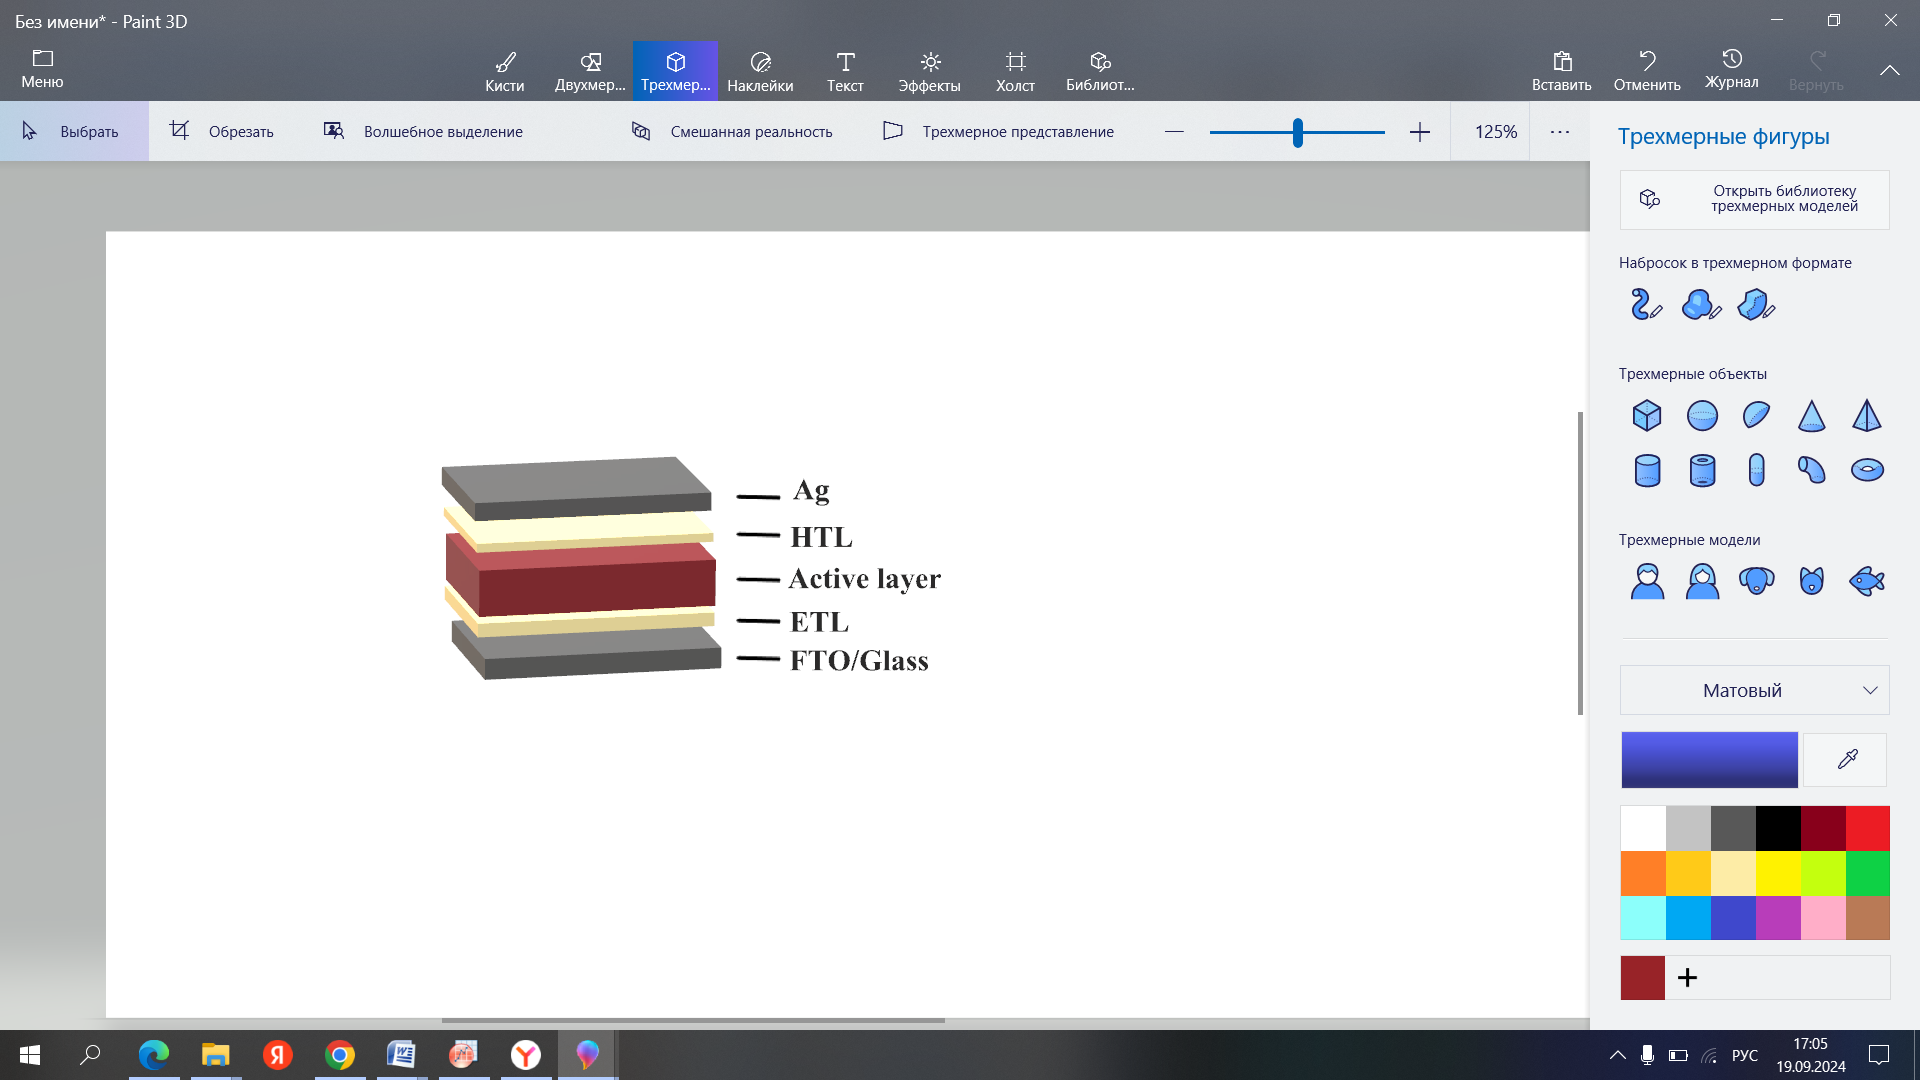 Без имени* - Paint 3D
Меню
Кисти
Двухмер...
Трехмер...
Наклейки
Текст
Эффекты
Холст
Библиот...
Вставить
Отменить
Журнал
Вернуть
Выбрать
Обрезать
Волшебное выделение
Смешанная реальность
Трехмерное представление
125%
Трехмерные фигуры
Открыть библиотеку
трехмерных моделей
Набросок в трехмерном формате
Трехмерные объекты
Трехмерные модели
Матовый
Ag
HTL
Active layer
ETL
FTO/Glass
РУС
17:05
19.09.2024